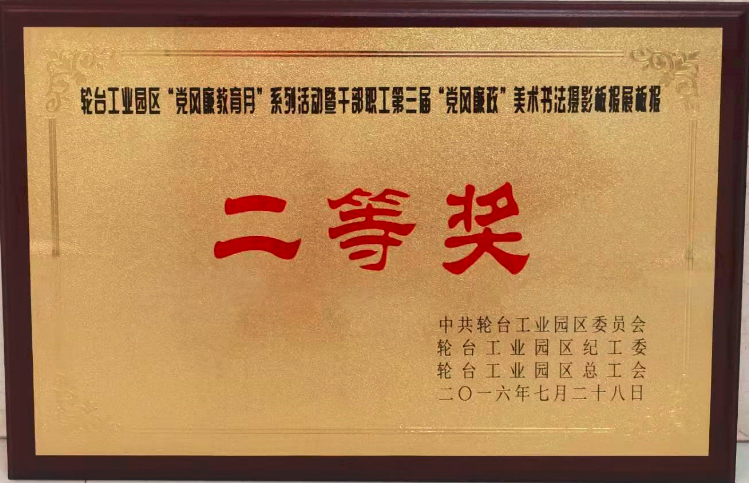 轮台工业园区“党风廉教育月”系列活动暨干部职工第三届“党风廉政”美术书法摄影板报展板报
二等奖
中共轮台工业园区委员会
轮台工业园区纪工委
轮台工业园区总工会
二〇一六年七月二十八日